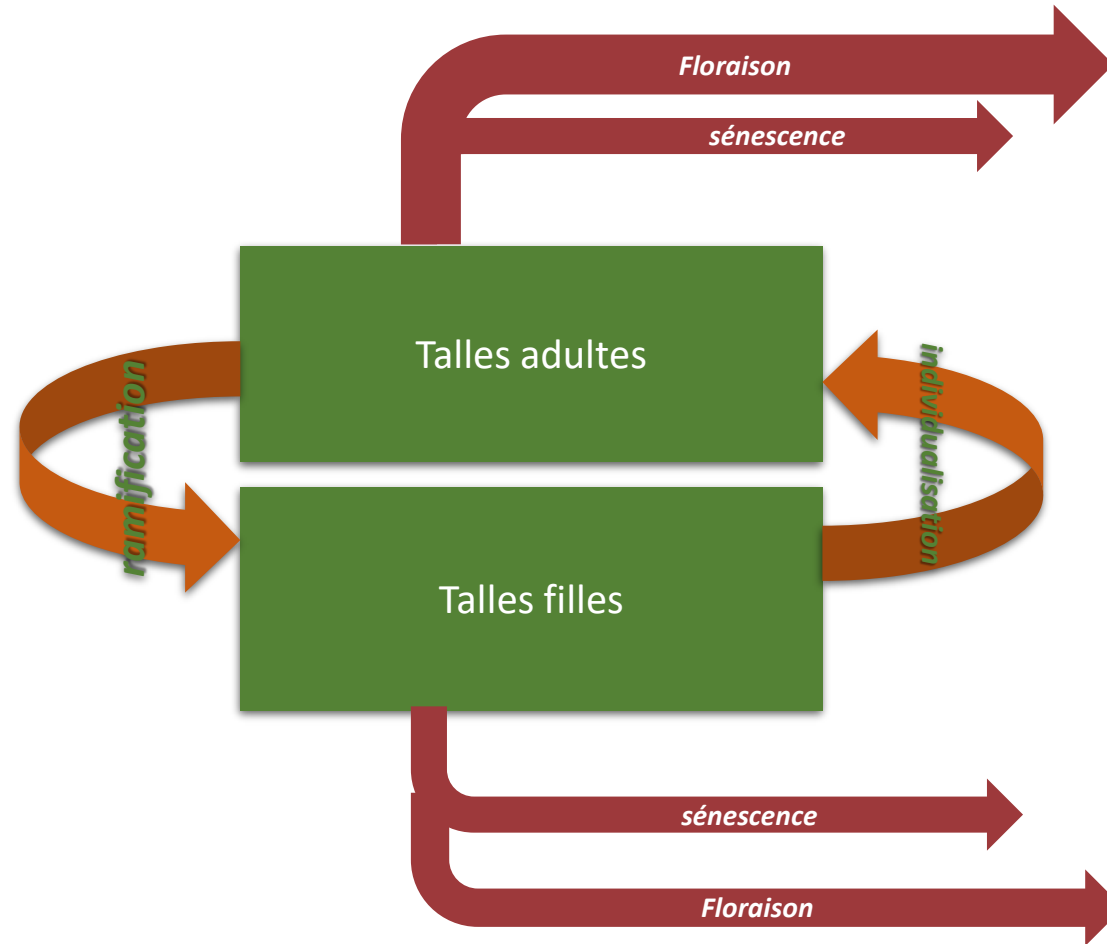 Floraison
sénescence
Talles adultes
ramification
individualisation
Talles filles
sénescence
Floraison